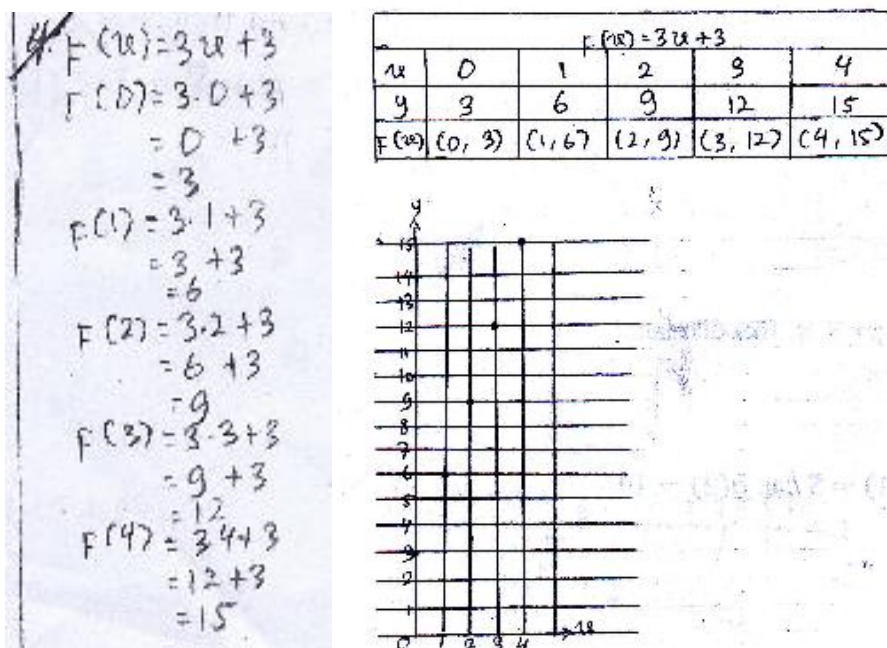 4. F(x)=3x+3
F(0)=3.0+3
=0 +3
=3
F(1)=3.1+3
=3 +3
=6
F(2)=3.2+3
=6 +3
=9
F(3)=3.3+3
=9 +3
=12
F(4)=3 4+3
=12+3
=15
F(x)=3x+3
x 0 1 2 3 4
y 3 6 9 12 15
F(x) (0, 3) (1,6) (2,9) (3,12) (4,15)
y
15
14
13
12
11
10
9
8
7
6
5
4
3
2
1
0 1 2 3 4 x